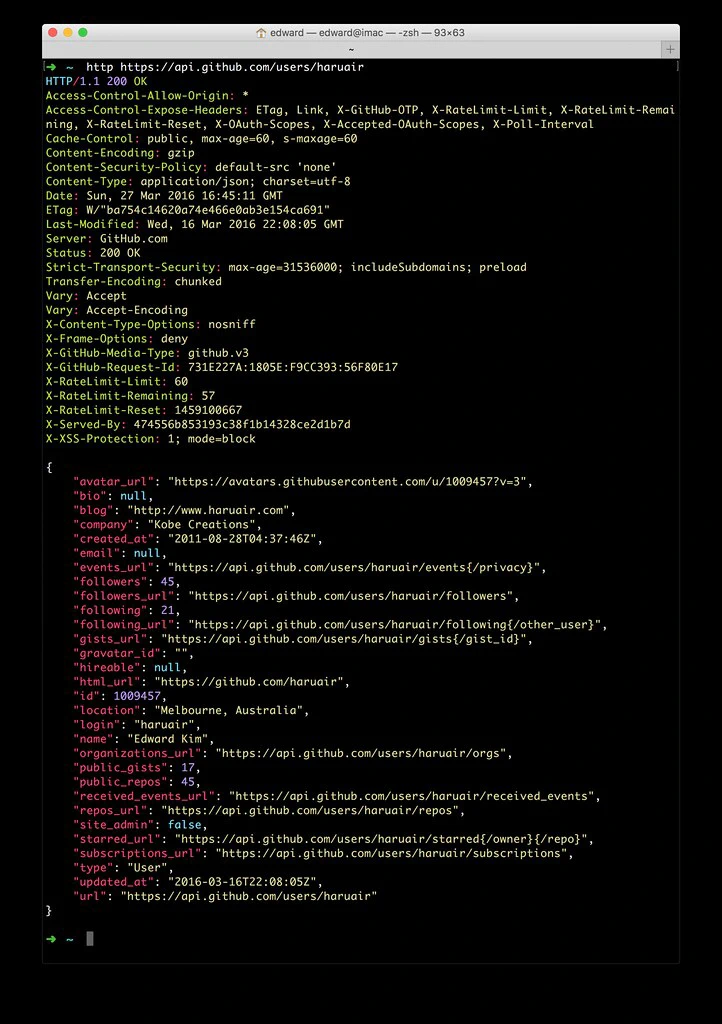 edward — edward@imac — -zsh — 93×63
~
+
➜ ~ http https://api.github.com/users/haruair
HTTP/1.1 200 OK
Access-Control-Allow-Origin: *
Access-Control-Expose-Headers: ETag, Link, X-GitHub-OTP, X-RateLimit-Limit, X-RateLimit-Remai
ning, X-RateLimit-Reset, X-OAuth-Scopes, X-Accepted-OAuth-Scopes, X-Poll-Interval
Cache-Control: public, max-age=60, s-maxage=60
Content-Encoding: gzip
Content-Security-Policy: default-src 'none'
Content-Type: application/json; charset=utf-8
Date: Sun, 27 Mar 2016 16:45:11 GMT
ETag: W/"ba754c14620a74e466e0ab3e154ca691"
Last-Modified: Wed, 16 Mar 2016 22:08:05 GMT
Server: GitHub.com
Status: 200 OK
Strict-Transport-Security: max-age=31536000; includeSubdomains; preload
Transfer-Encoding: chunked
Vary: Accept
Vary: Accept-Encoding
X-Content-Type-Options: nosniff
X-Frame-Options: deny
X-GitHub-Media-Type: github.v3
X-GitHub-Request-Id: 731E227A:1805E:F9CC393:56F80E17
X-RateLimit-Limit: 60
X-RateLimit-Remaining: 57
X-RateLimit-Reset: 1459100667
X-Served-By: 474556b853193c38f1b14328ce2d1b7d
X-XSS-Protection: 1; mode=block
{
"avatar_url": "https://avatars.githubusercontent.com/u/1009457?v=3",
"bio": null,
"blog": "http://www.haruair.com",
"company": "Kobe Creations",
"created_at": "2011-08-28T04:37:46Z",
"email": null,
"events_url": "https://api.github.com/users/haruair/events{/privacy}",
"followers": 45,
"followers_url": "https://api.github.com/users/haruair/followers",
"following": 21,
"following_url": "https://api.github.com/users/haruair/following{/other_user}",
"gists_url": "https://api.github.com/users/haruair/gists{/gist_id}",
"gravatar_id": "",
"hireable": null,
"html_url": "https://github.com/haruair",
"id": 1009457,
"location": "Melbourne, Australia",
"login": "haruair",
"name": "Edward Kim",
"organizations_url": "https://api.github.com/users/haruair/orgs",
"public_gists": 17,
"public_repos": 45,
"received_events_url": "https://api.github.com/users/haruair/received_events",
"repos_url": "https://api.github.com/users/haruair/repos",
"site_admin": false,
"starred_url": "https://api.github.com/users/haruair/starred{/owner}{/repo}",
"subscriptions_url": "https://api.github.com/users/haruair/subscriptions",
"type": "User",
"updated_at": "2016-03-16T22:08:05Z",
"url": "https://api.github.com/users/haruair"
}
➜ ~